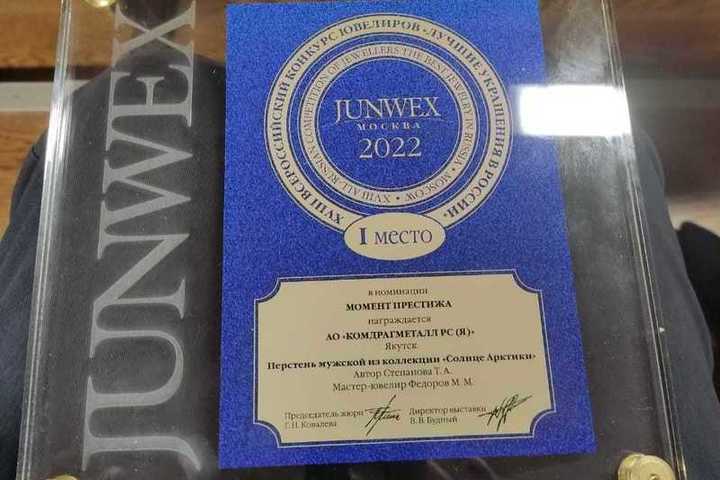 JUNWEX
XVIII ВСЕРОССИЙСКИЙ КОНКУРС ЮВЕЛИРОВ «ЛУЧШИЕ УКРАШЕНИЯ В РОССИИ»
XVIII ALL-RUSSIAN COMPETITION OF JEWELLERS THE BEST JEWELRY IN RUSSIA • MOSCOW •
JUNWEX
МОСКВА
2022
I место
в номинации
МОМЕНТ ПРЕСТИЖА
награждается
АО «КОМДРАГМЕТАЛЛ РС (Я)»
Якутск
Перстень мужской из коллекции «Солнце Арктики»
Автор Степанова Т. А.
Мастер-ювелир Федоров М. М.
Председатель жюри
Г. Н. Ковалева
Директор выставки
В. В. Будный